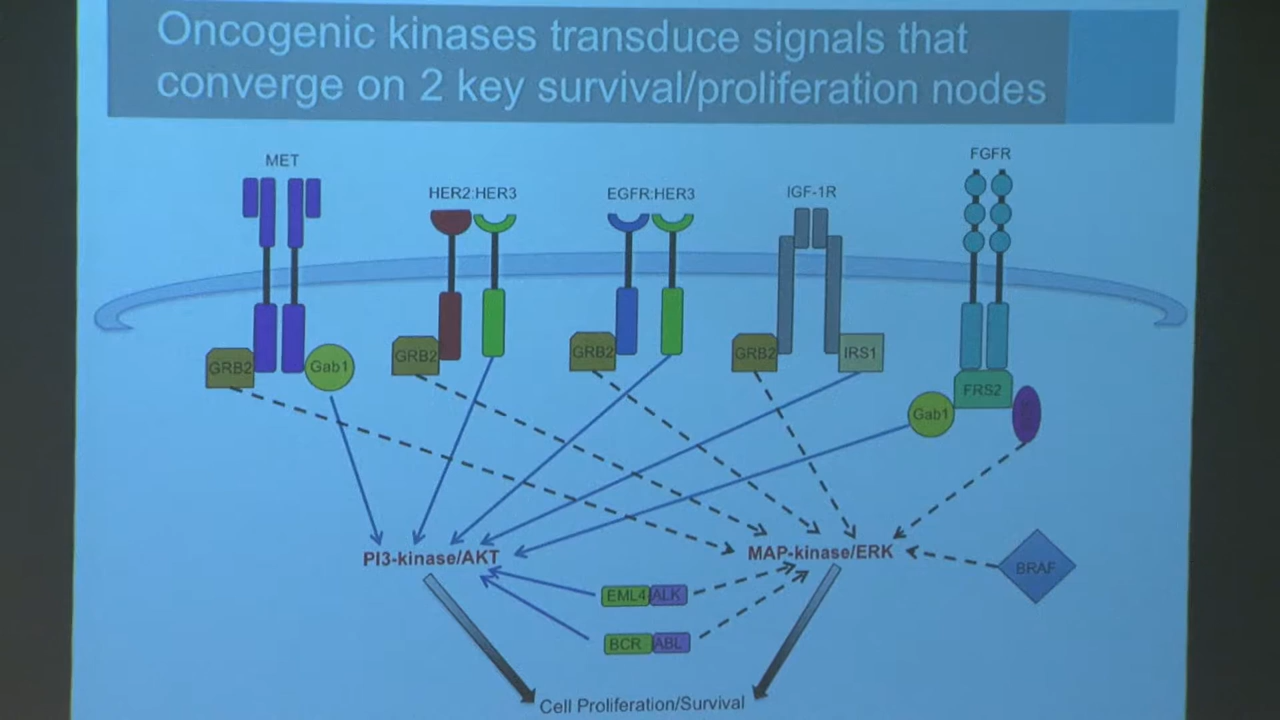 Oncogenic kinases transduce signals that
converge on 2 key survival/proliferation nodes
MET
HER2:HER3
EGFR:HER3
IGF-1R
FGFR
GRB2
Gab1
GRB2
GRB2
GRB2
IRS1
FRS2
Gab1
PI3-kinase/AKT
MAP-kinase/ERK
BRAF
EML4 ALK
BCR ABL
Cell Proliferation/Survival